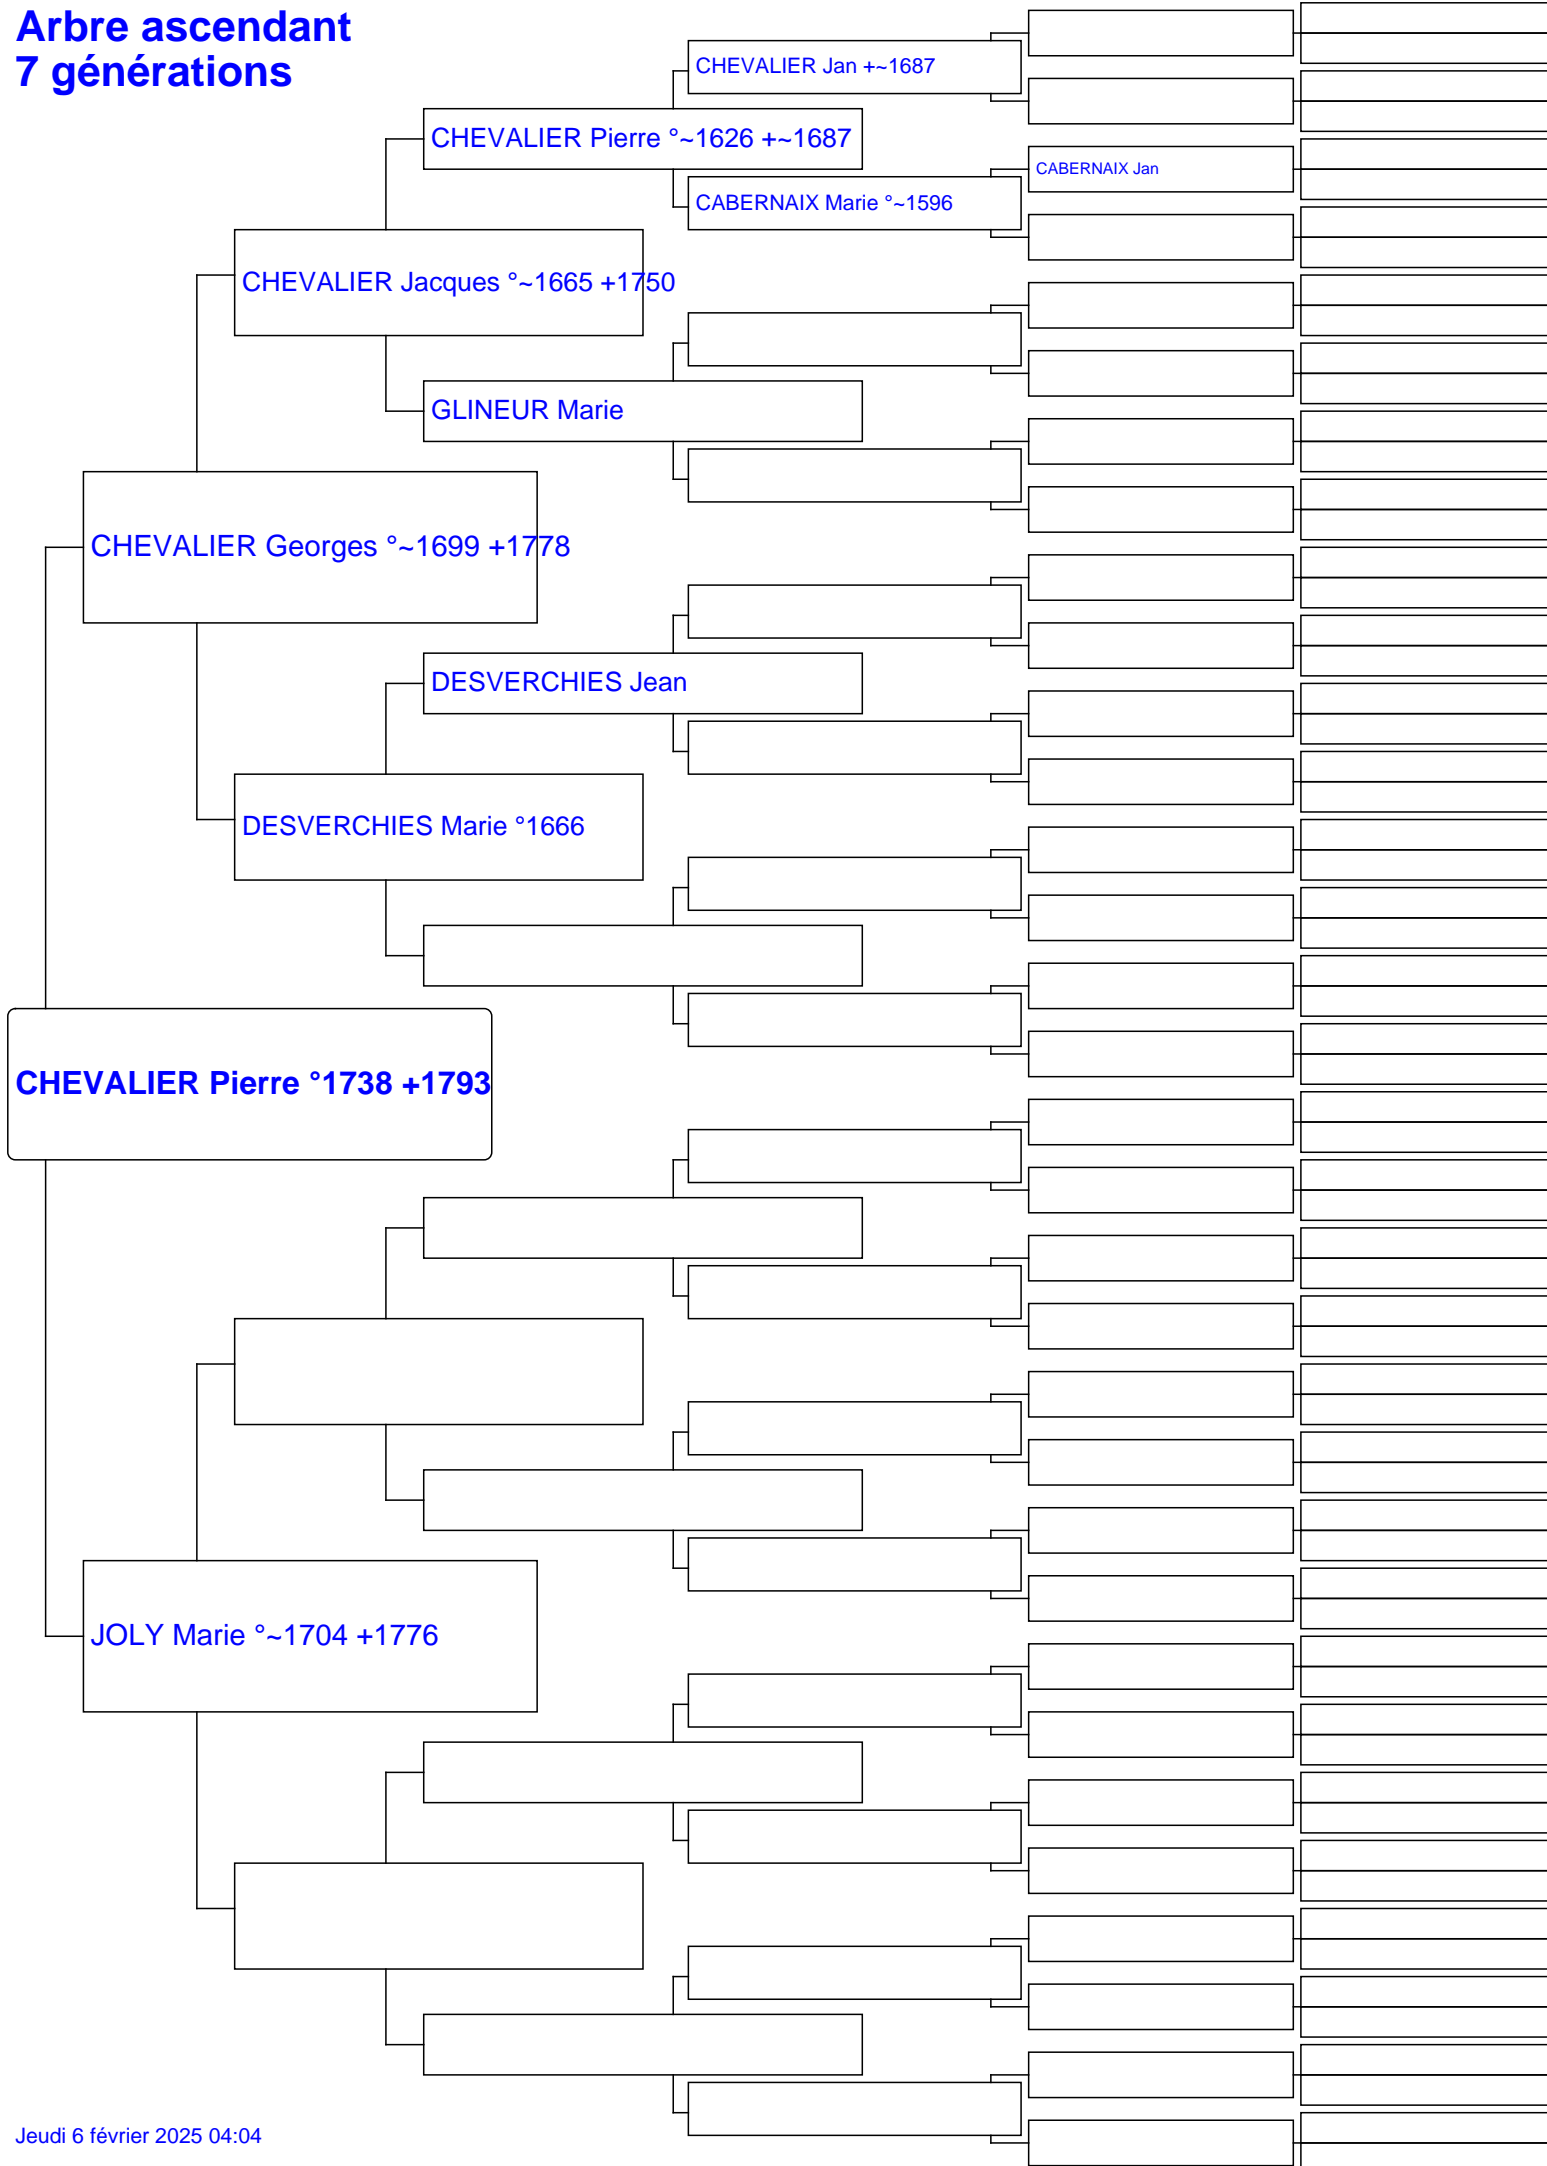 Arbre ascendant
7 générations
CHEVALIER Jan +~1687
CHEVALIER Pierre °~1626 +~1687
CABERNAIX Jan
CABERNAIX Marie °~1596
CHEVALIER Jacques °~1665 +1750
GLINEUR Marie
CHEVALIER Georges °~1699 +1778
DESVERCHIES Jean
DESVERCHIES Marie °1666
CHEVALIER Pierre °1738 +1793
JOLY Marie °~1704 +1776
Jeudi 6 février 2025 04:04